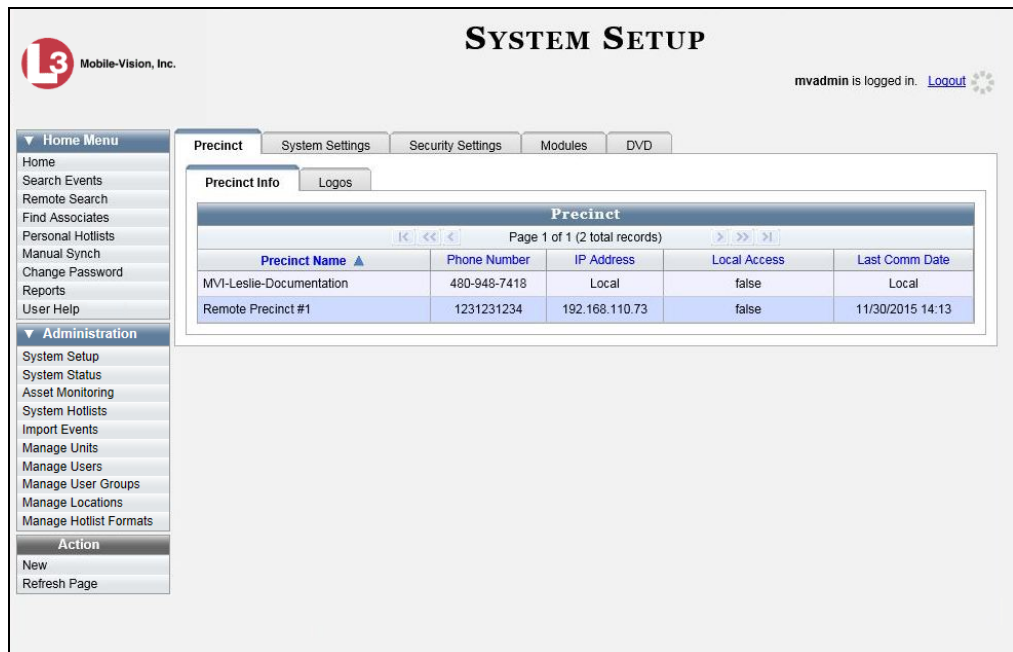 SYSTEM SETUP
L3 Mobile-Vision, Inc.
mvadmin is logged in. Logout
▼ Home Menu
Home
Search Events
Remote Search
Find Associates
Personal Hotlists
Manual Synch
Change Password
Reports
User Help
▼ Administration
System Setup
System Status
Asset Monitoring
System Hotlists
Import Events
Manage Units
Manage Users
Manage User Groups
Manage Locations
Manage Hotlist Formats
Action
New
Refresh Page
Precinct System Settings Security Settings Modules DVD
Precinct Info Logos
Precinct
|< << < Page 1 of 1 (2 total records) > >> >|
Precinct Name ▲ Phone Number IP Address Local Access Last Comm Date
MVI-Leslie-Documentation 480-948-7418 Local false Local
Remote Precinct #1 1231231234 192.168.110.73 false 11/30/2015 14:13